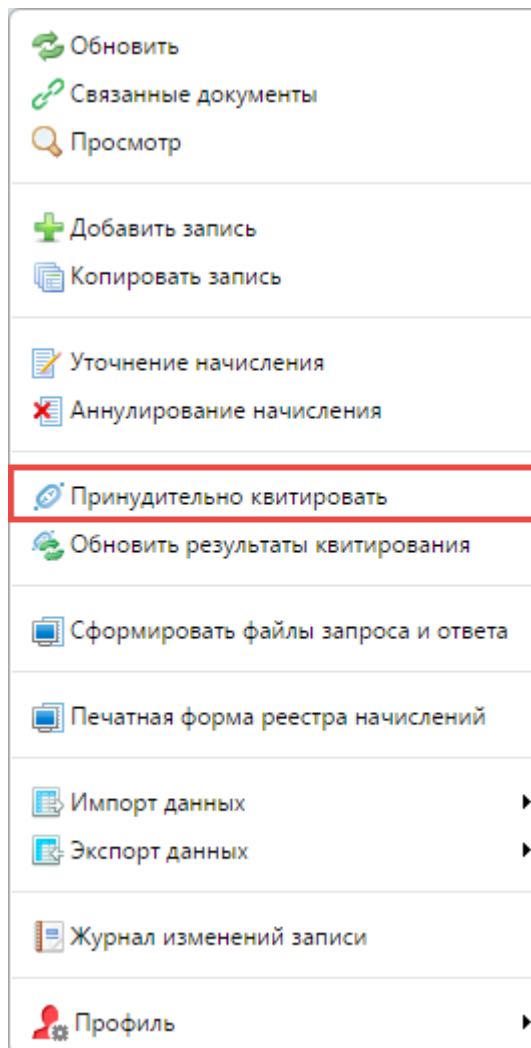 Обновить
Связанные документы
Просмотр
Добавить запись
Копировать запись
Уточнение начисления
Аннулирование начисления
Принудительно квитировать
Обновить результаты квитирования
Сформировать файлы запроса и ответа
Печатная форма реестра начислений
Импорт данных
Экспорт данных
Журнал изменений записи
Профиль